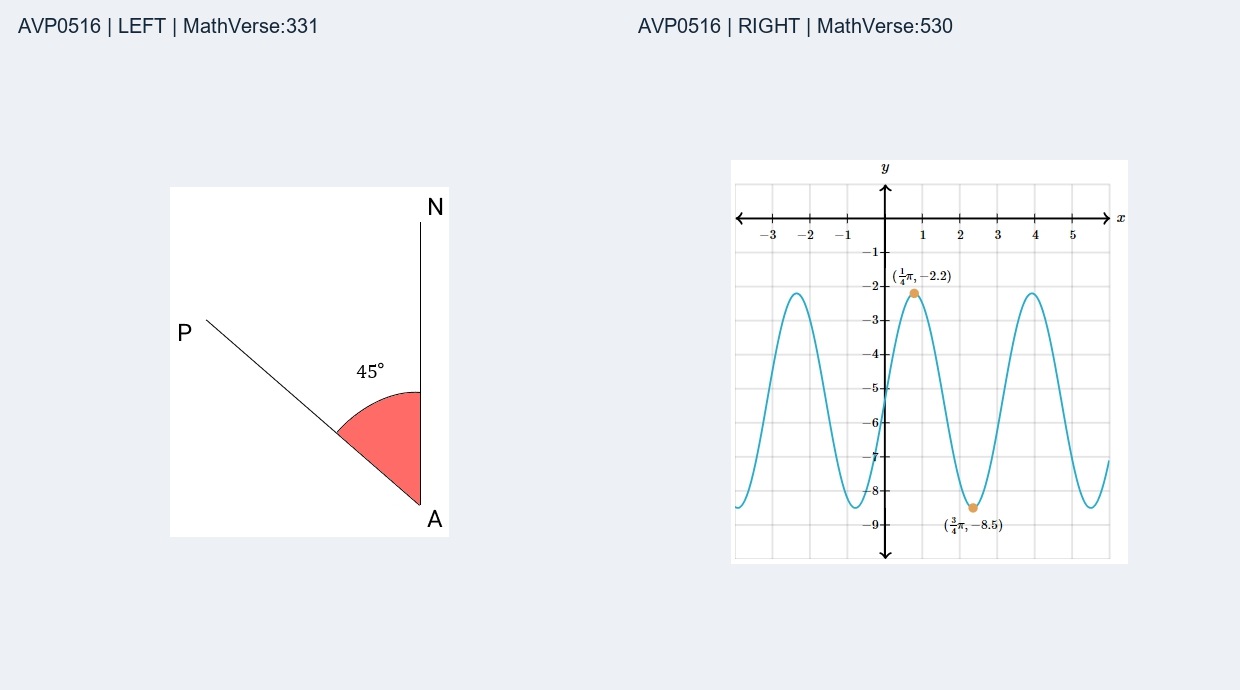 AVP0516 | LEFT | MathVerse:331
AVP0516 | RIGHT | MathVerse:530
N
P
45°
A
y
x
−3 −2 −1 1 2 3 4 5
−1
(1/4π, −2.2)
−2
−3
−4
−5
−6
−7
−8
−9
(3/4π, −8.5)